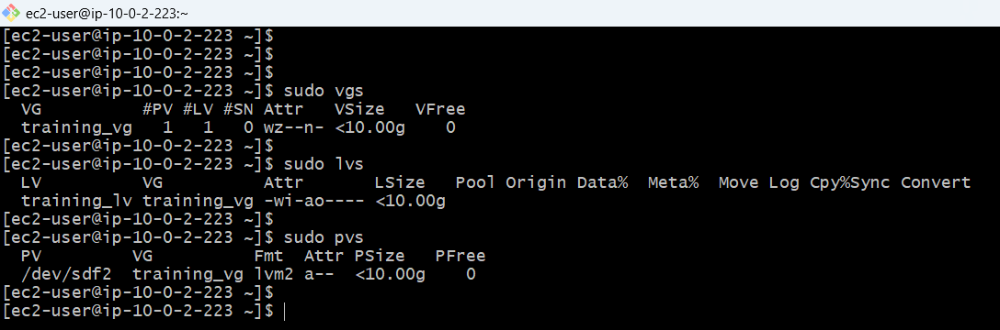 ec2-user@ip-10-0-2-223:~
[ec2-user@ip-10-0-2-223 ~]$
[ec2-user@ip-10-0-2-223 ~]$
[ec2-user@ip-10-0-2-223 ~]$
[ec2-user@ip-10-0-2-223 ~]$ sudo vgs
  VG          #PV #LV #SN Attr   VSize   VFree
  training_vg   1   1   0 wz--n- <10.00g    0
[ec2-user@ip-10-0-2-223 ~]$
[ec2-user@ip-10-0-2-223 ~]$ sudo lvs
  LV          VG          Attr       LSize   Pool Origin Data%  Meta%  Move Log Cpy%Sync Convert
  training_lv training_vg -wi-ao---- <10.00g
[ec2-user@ip-10-0-2-223 ~]$
[ec2-user@ip-10-0-2-223 ~]$ sudo pvs
  PV         VG          Fmt  Attr PSize   PFree
  /dev/sdf2  training_vg lvm2 a--  <10.00g    0
[ec2-user@ip-10-0-2-223 ~]$
[ec2-user@ip-10-0-2-223 ~]$